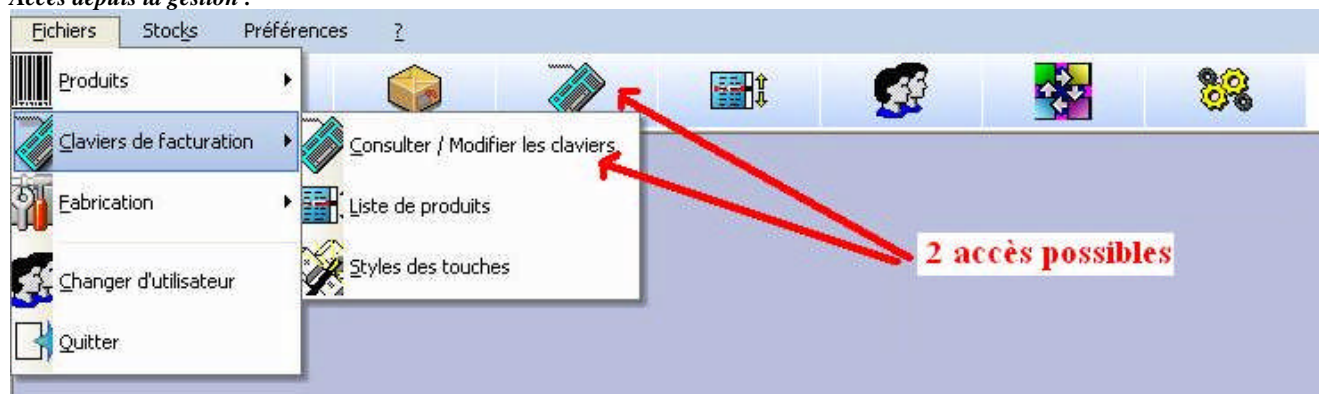 Accès depuis la gestion :
Fichiers Stocks Préférences ?
Produits
Claviers de facturation
Consulter / Modifier les claviers
Fabrication
Liste de produits
2 accès possibles
Styles des touches
Changer d'utilisateur
Quitter